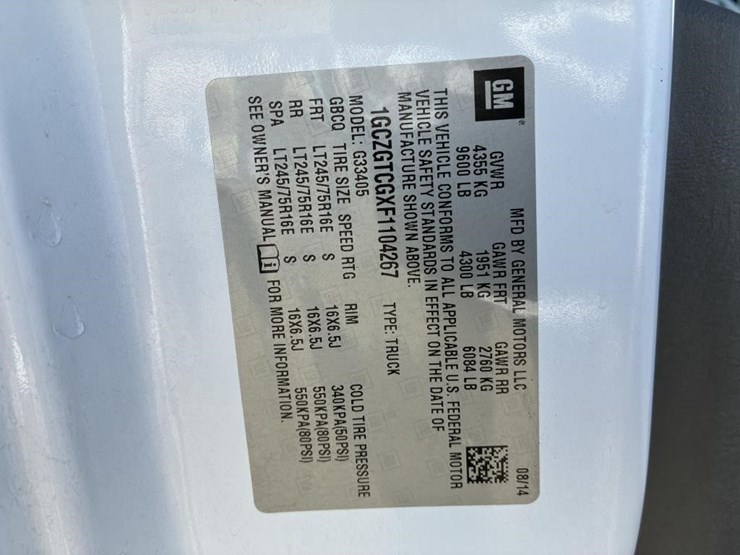 GM ®
MFD BY GENERAL MOTORS LLC 08/14
GVWR GAWR FRT GAWR RR
4355 KG 1951 KG 2760 KG
9600 LB 4300 LB 6084 LB
THIS VEHICLE CONFORMS TO ALL APPLICABLE U.S. FEDERAL MOTOR
VEHICLE SAFETY STANDARDS IN EFFECT ON THE DATE OF
MANUFACTURE SHOWN ABOVE.
1GCZGTCGXF1104267 TYPE: TRUCK
MODEL: G33405
GBCQ TIRE SIZE SPEED RTG RIM COLD TIRE PRESSURE
FRT LT245/75R16E S 16X6.5J 340KPA(50PSI)
RR LT245/75R16E S 16X6.5J 550KPA(80PSI)
SPA LT245/75R16E S 16X6.5J 550KPA(80PSI)
SEE OWNER'S MANUAL i FOR MORE INFORMATION.